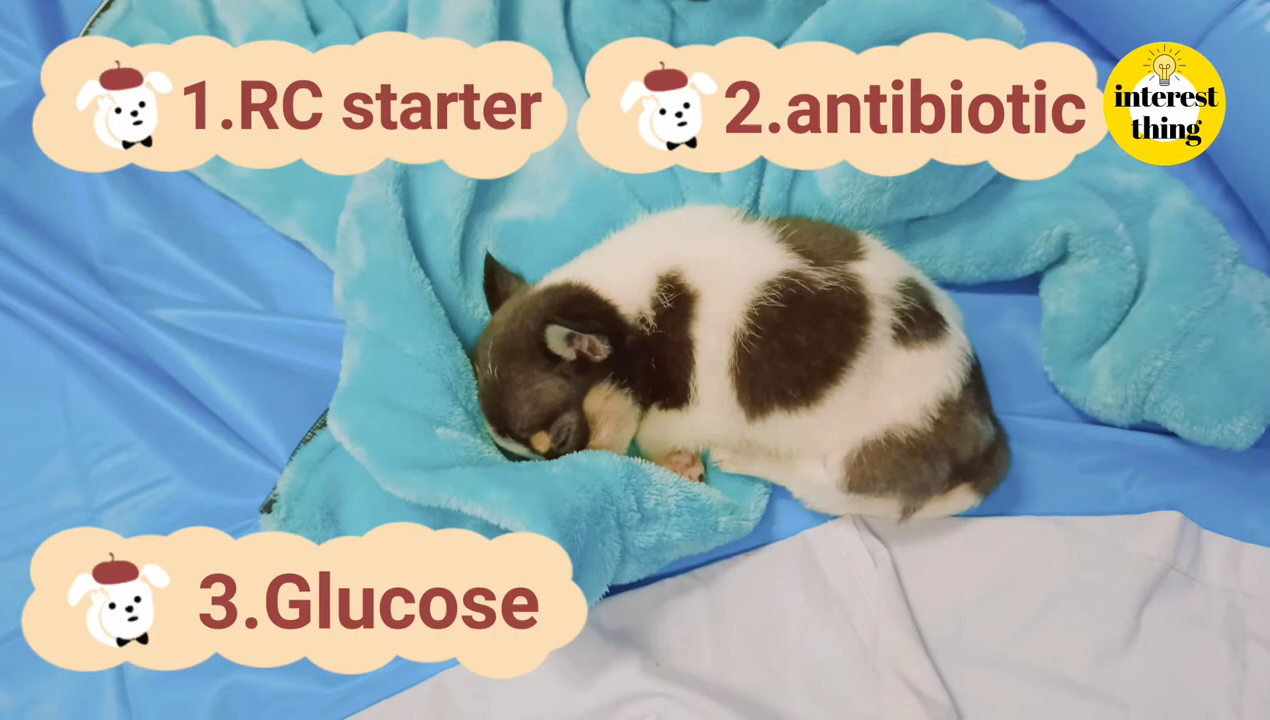 1.RC starter
2.antibiotic
interest
thing
3.Glucose